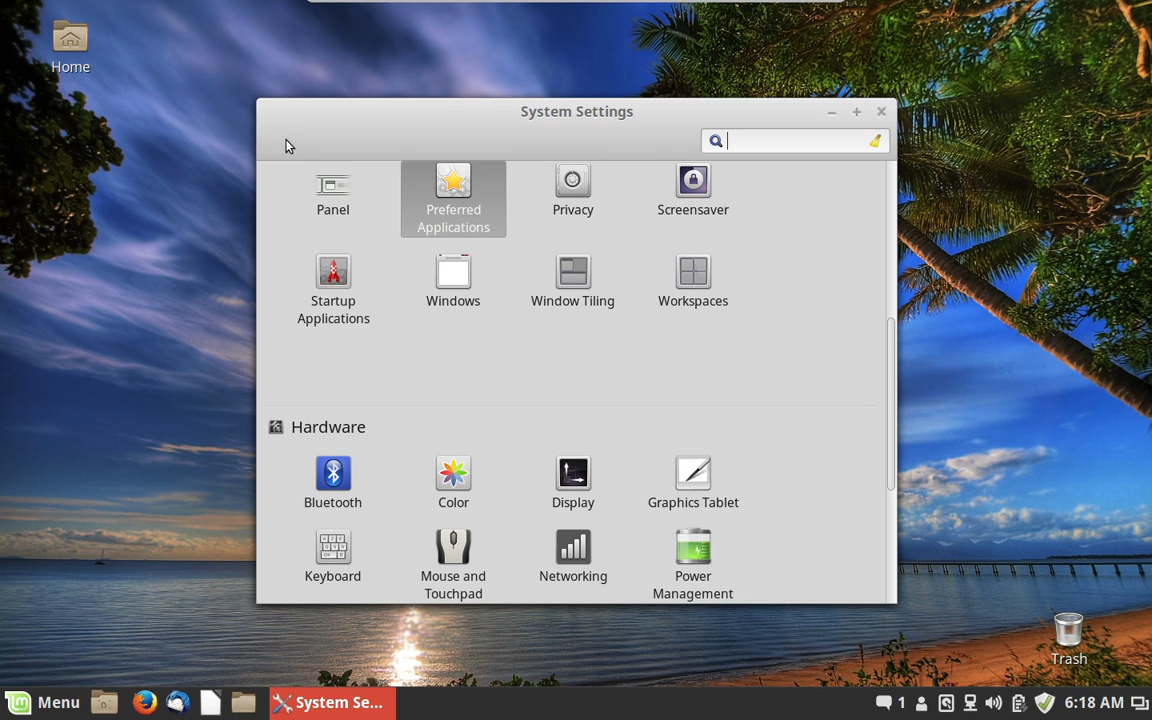 Home
System Settings
Panel
Preferred
Applications
Privacy
Screensaver
Startup
Applications
Windows
Window Tiling
Workspaces
Hardware
Bluetooth
Color
Display
Graphics Tablet
Keyboard
Mouse and
Touchpad
Networking
Power
Management
Trash
Menu
System Se...
1
6:18 AM